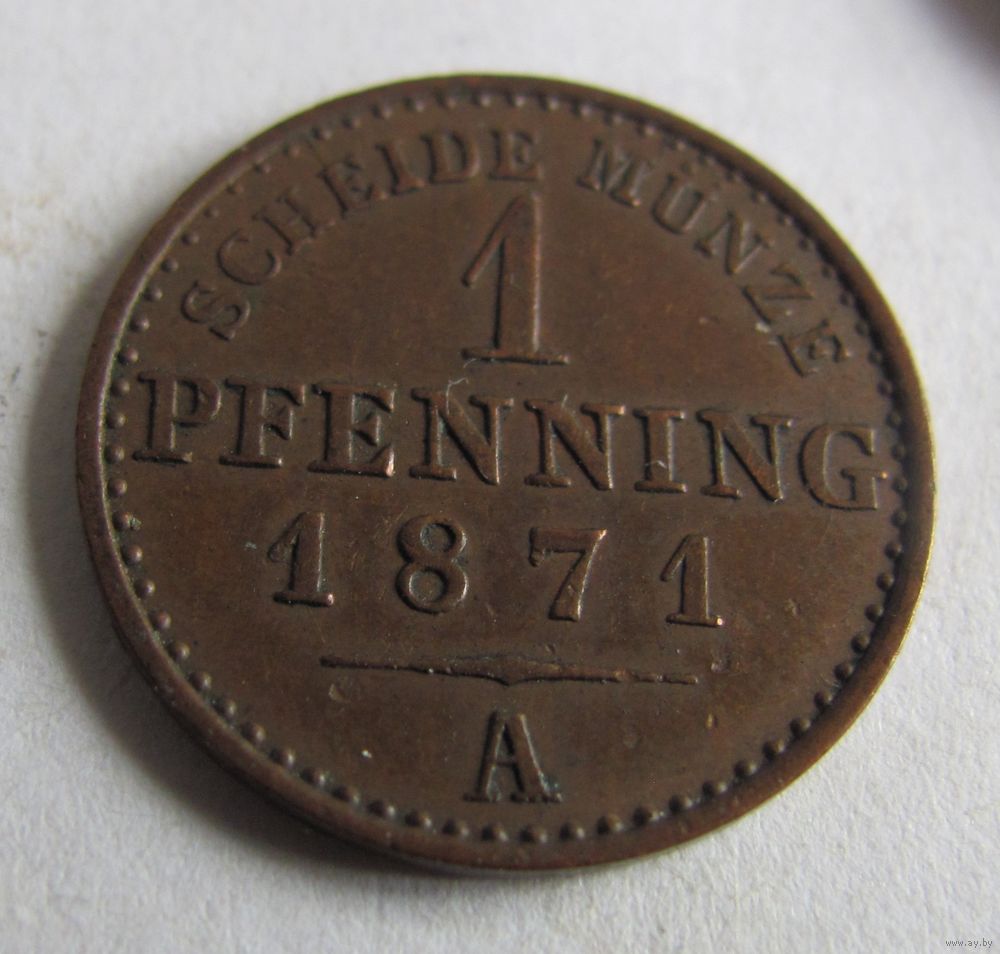 SCHEIDE MÜNZE
1
PFENNING
1871
A
www.ay.by